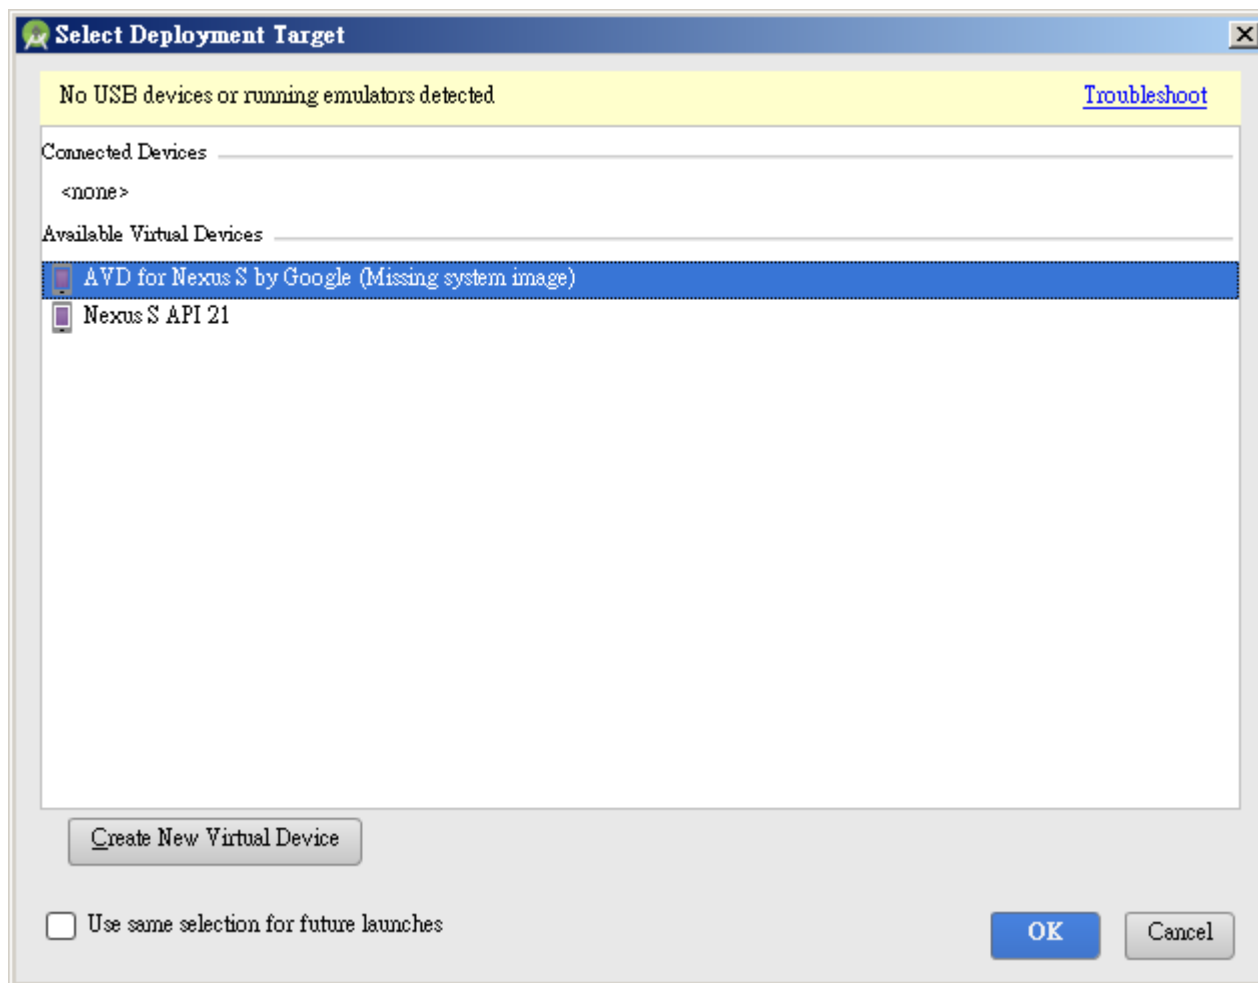 Select Deployment Target
No USB devices or running emulators detected Troubleshoot
Connected Devices
<none>
Available Virtual Devices
AVD for Nexus S by Google (Missing system image)
Nexus S API 21
Create New Virtual Device
Use same selection for future launches
OK Cancel